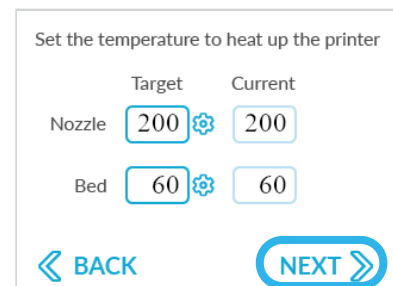 Set the temperature to heat up the printer
Target Current
Nozzle 200 200
Bed 60 60
BACK NEXT